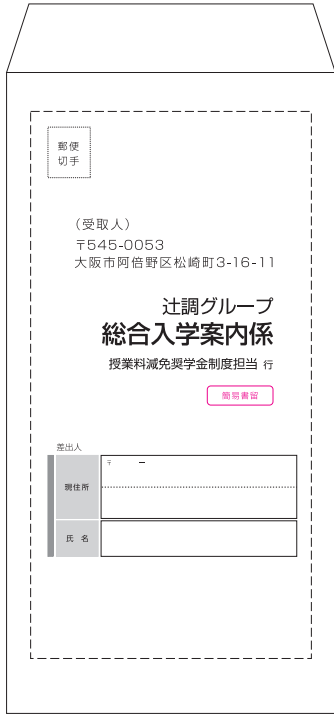 郵便
切手
（受取人）
〒545-0053
大阪市阿倍野区松崎町3-16-11
辻調グループ
総合入学案内係
授業料減免奨学金制度担当 行
簡易書留
差出人
〒　－
現住所
氏 名